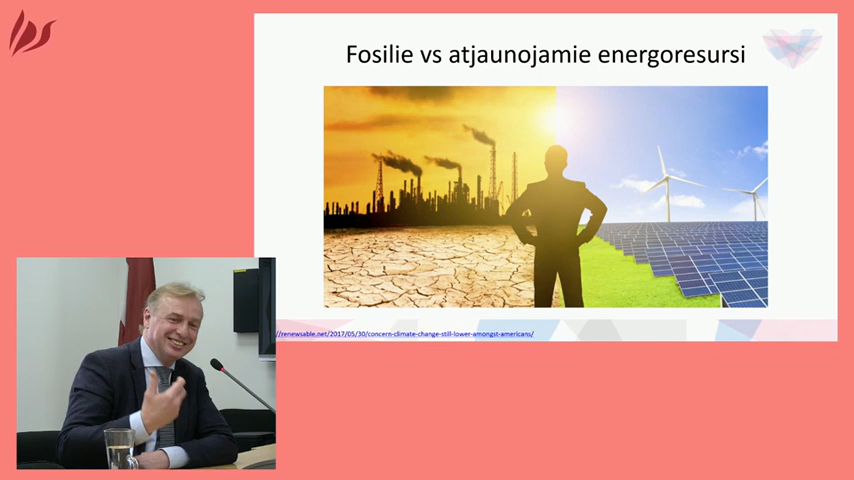 Fosilie vs atjaunojamie energoresursi
//renewsable.net/2017/05/30/concern-climate-change-still-lower-amongst-americans/